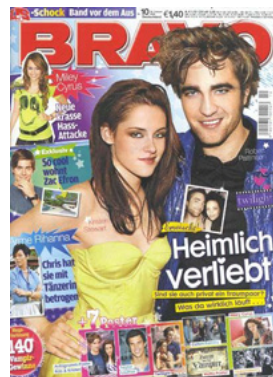 -Schock Band vor dem Aus
10
€1,40
BRAVO
Miley
Cyrus
Neue
krasse
Hass-
Attacke
Robert
Pattinson
Exklusiv
So cool
wohnt
Zac Efron
Kristen
Stewart
Rihanna
Chris hat
sie mit
Tänzerin
betrogen
Heimlich
verliebt
Sind sie auch privat ein Traumpaar?
Was da wirklich läuft
+7 Poster
140